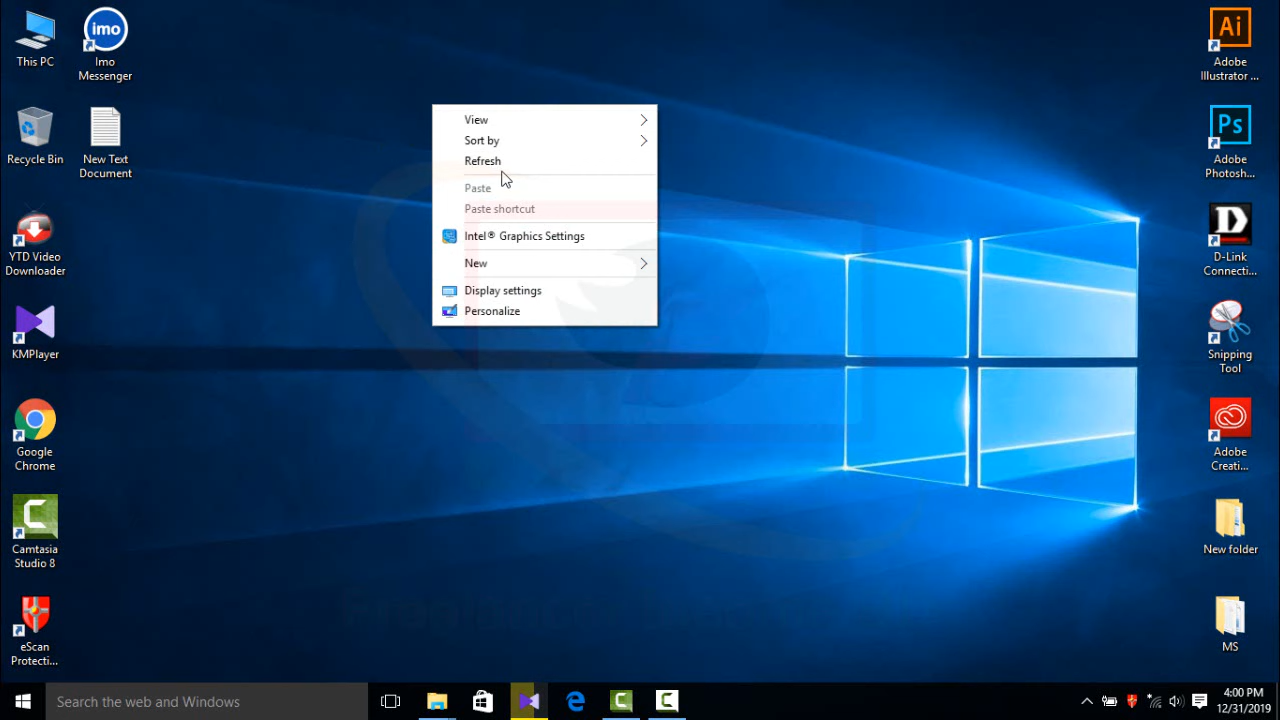 This PC
imo
Imo
Messenger
Recycle Bin
New Text
Document
YTD Video
Downloader
KMPlayer
Google
Chrome
Camtasia
Studio 8
eScan
Protecti...
View
Sort by
Refresh
Paste
Paste shortcut
Intel® Graphics Settings
New
Display settings
Personalize
Ai
Adobe
Illustrator ...
Ps
Adobe
Photosh...
D
D-Link
Connecti...
Snipping
Tool
Adobe
Creati...
New folder
MS
Search the web and Windows
4:00 PM
12/31/2019